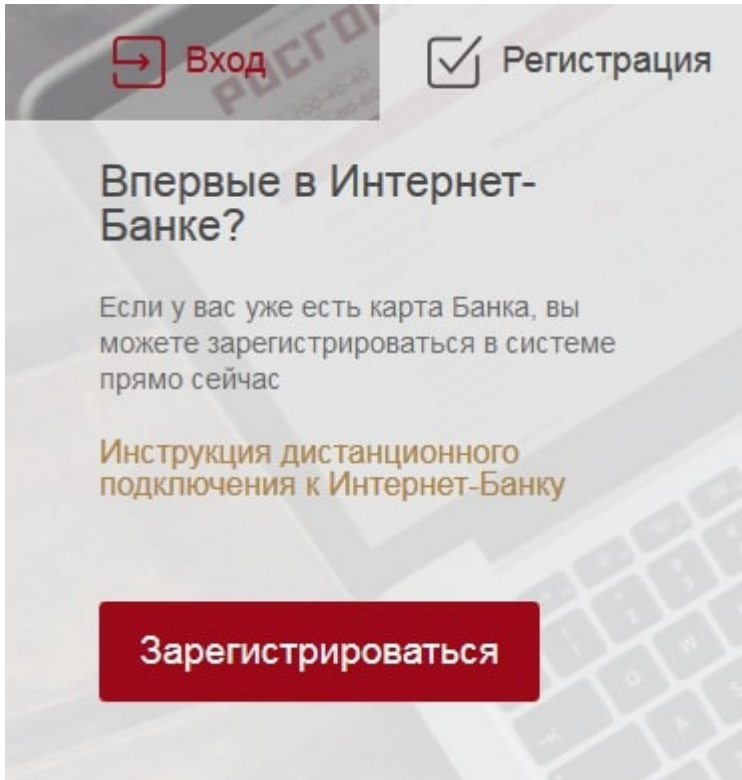 Вход
Регистрация
РОСГОС
Впервые в Интернет-
Банке?
Если у вас уже есть карта Банка, вы
можете зарегистрироваться в системе
прямо сейчас
Инструкция дистанционного
подключения к Интернет-Банку
Зарегистрироваться